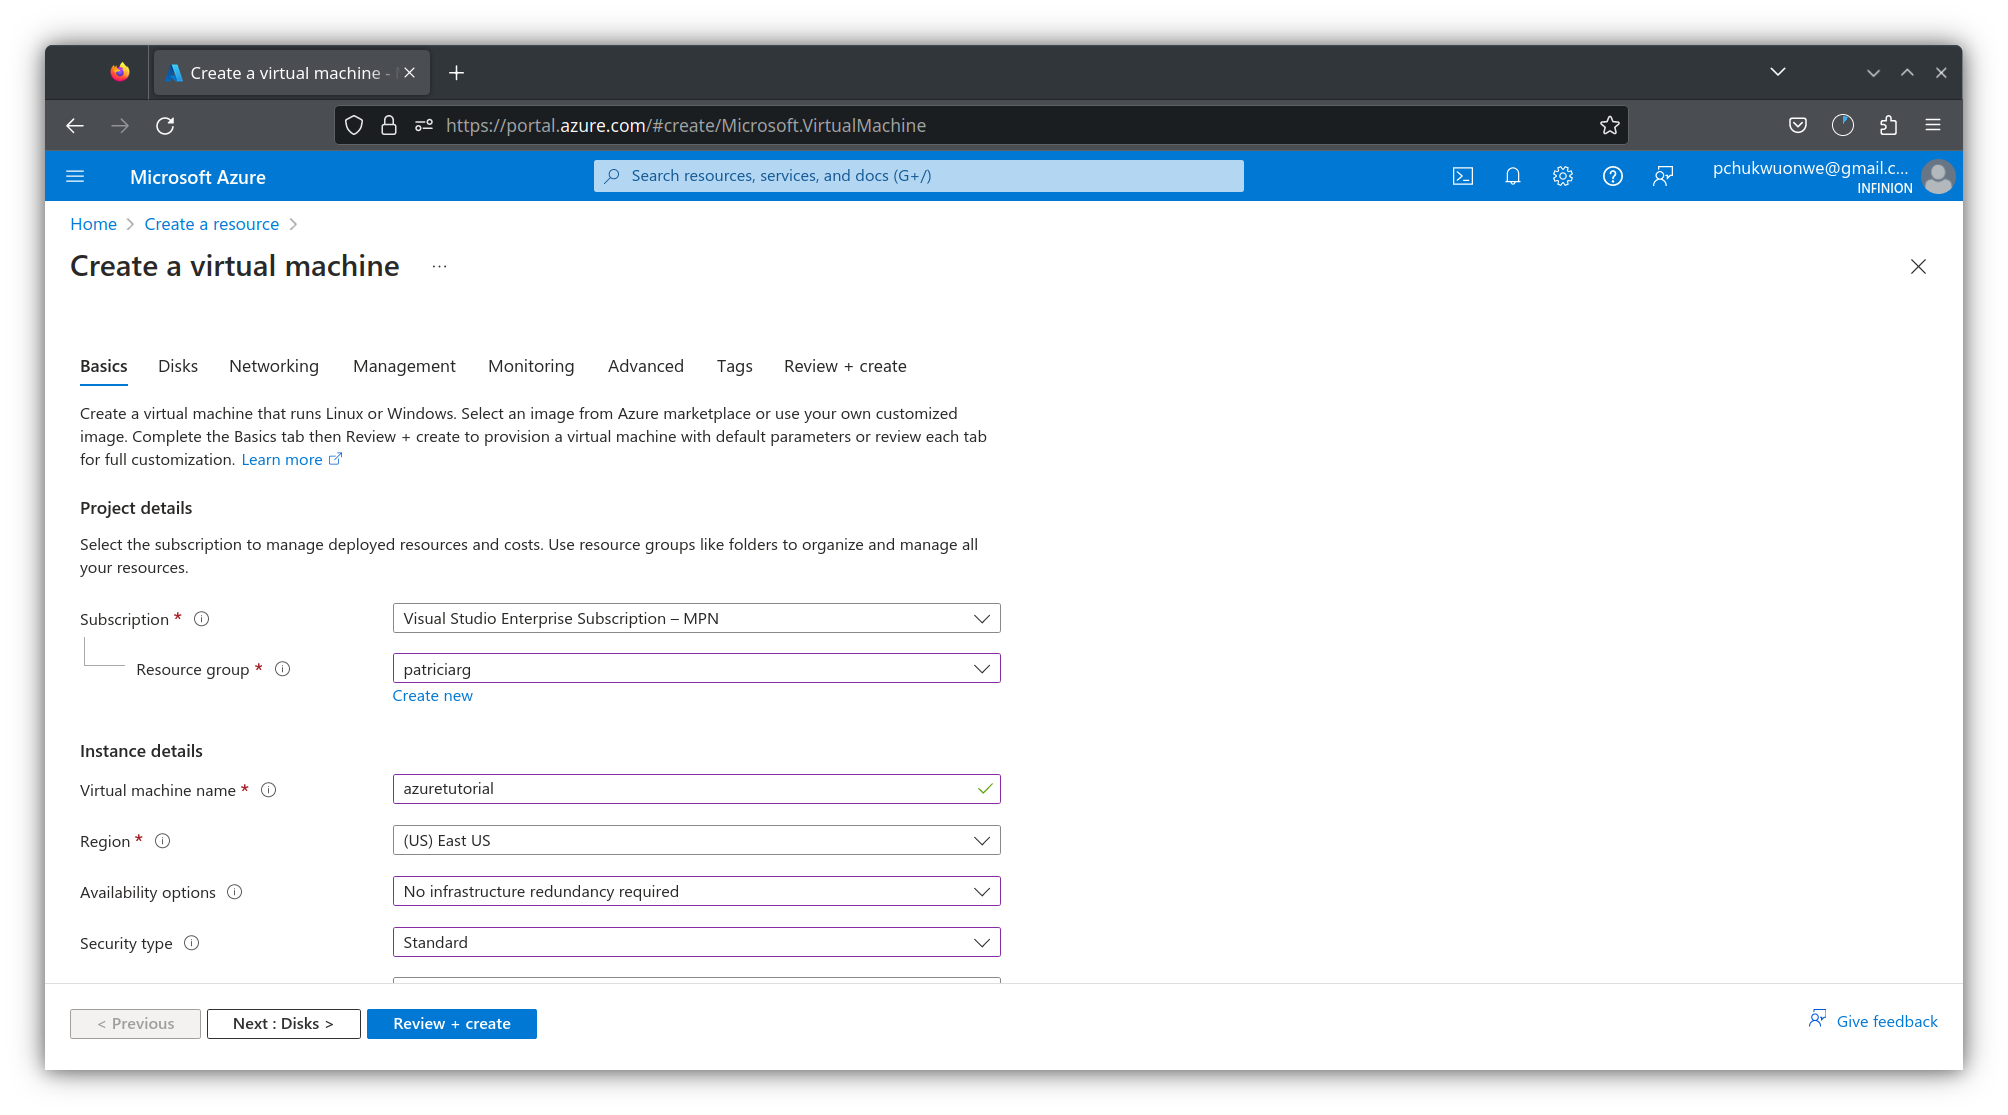 Create a virtual machine -
https://portal.azure.com/#create/Microsoft.VirtualMachine
Microsoft Azure
Search resources, services, and docs (G+/)
pchukwuonwe@gmail.c...
INFINION
Home > Create a resource >
Create a virtual machine ...
Basics Disks Networking Management Monitoring Advanced Tags Review + create
Create a virtual machine that runs Linux or Windows. Select an image from Azure marketplace or use your own customized
image. Complete the Basics tab then Review + create to provision a virtual machine with default parameters or review each tab
for full customization. Learn more
Project details
Select the subscription to manage deployed resources and costs. Use resource groups like folders to organize and manage all
your resources.
Subscription *
Visual Studio Enterprise Subscription – MPN
Resource group *
patriciarg
Create new
Instance details
Virtual machine name *
azuretutorial
Region *
(US) East US
Availability options
No infrastructure redundancy required
Security type
Standard
< Previous
Next : Disks >
Review + create
Give feedback